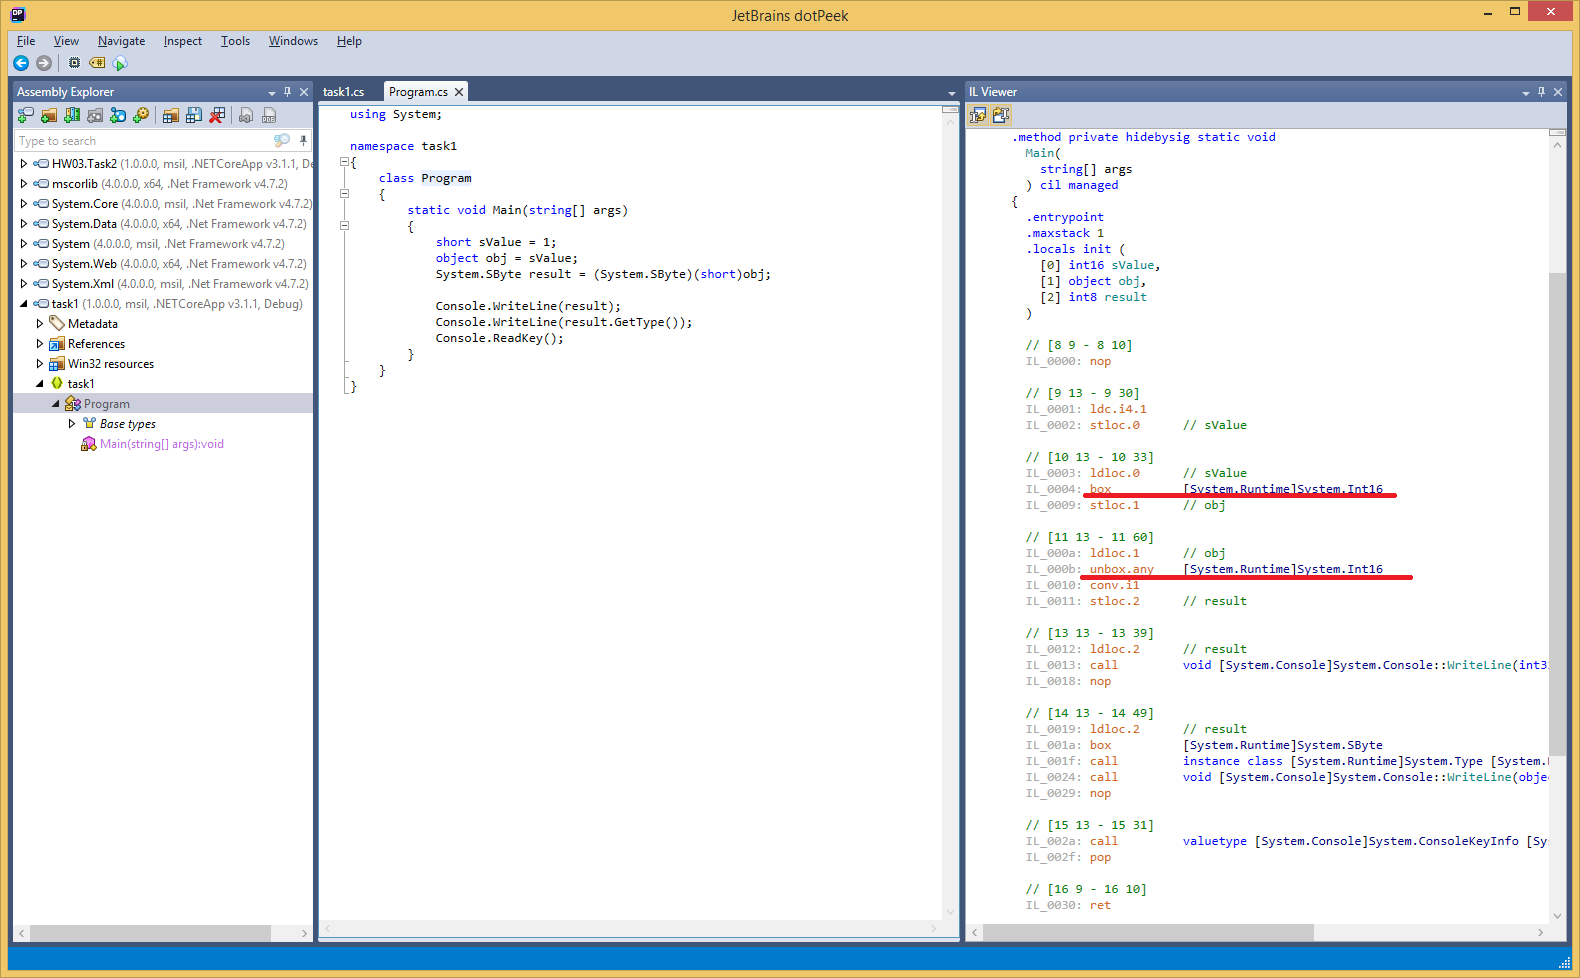 DP
JetBrains dotPeek
File View Navigate Inspect Tools Windows Help
Assembly Explorer
Type to search
HW03.Task2 (1.0.0.0, msil, .NETCoreApp v3.1.1, De
mscorlib (4.0.0.0, x64, .Net Framework v4.7.2)
System.Core (4.0.0.0, msil, .Net Framework v4.7.2)
System.Data (4.0.0.0, x64, .Net Framework v4.7.2)
System (4.0.0.0, msil, .Net Framework v4.7.2)
System.Web (4.0.0.0, x64, .Net Framework v4.7.2)
System.Xml (4.0.0.0, msil, .Net Framework v4.7.2)
task1 (1.0.0.0, msil, .NETCoreApp v3.1.1, Debug)
Metadata
References
Win32 resources
task1
Program
Base types
Main(string[] args):void
task1.cs Program.cs
using System;
namespace task1
{
class Program
{
static void Main(string[] args)
{
short sValue = 1;
object obj = sValue;
System.SByte result = (System.SByte)(short)obj;
Console.WriteLine(result);
Console.WriteLine(result.GetType());
Console.ReadKey();
}
}
}
IL Viewer
.method private hidebysig static void
Main(
string[] args
) cil managed
{
.entrypoint
.maxstack 1
.locals init (
[0] int16 sValue,
[1] object obj,
[2] int8 result
)
// [8 9 - 8 10]
IL_0000: nop
// [9 13 - 9 30]
IL_0001: ldc.i4.1
IL_0002: stloc.0 // sValue
// [10 13 - 10 33]
IL_0003: ldloc.0 // sValue
IL_0004: box [System.Runtime]System.Int16
IL_0009: stloc.1 // obj
// [11 13 - 11 60]
IL_000a: ldloc.1 // obj
IL_000b: unbox.any [System.Runtime]System.Int16
IL_0010: conv.i1
IL_0011: stloc.2 // result
// [13 13 - 13 39]
IL_0012: ldloc.2 // result
IL_0013: call void [System.Console]System.Console::WriteLine(int3
IL_0018: nop
// [14 13 - 14 49]
IL_0019: ldloc.2 // result
IL_001a: box [System.Runtime]System.SByte
IL_001f: call instance class [System.Runtime]System.Type [System.
IL_0024: call void [System.Console]System.Console::WriteLine(obje
IL_0029: nop
// [15 13 - 15 31]
IL_002a: call valuetype [System.Console]System.ConsoleKeyInfo [Sy
IL_002f: pop
// [16 9 - 16 10]
IL_0030: ret